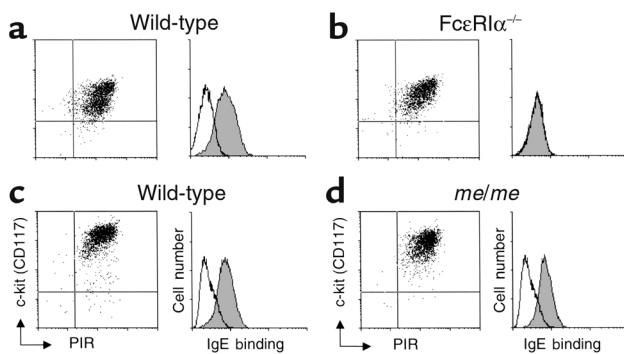 a Wild-type
b FcεRIα⁻/⁻
c Wild-type
d me/me
c-kit (CD117)
PIR
Cell number
IgE binding
c-kit (CD117)
PIR
Cell number
IgE binding